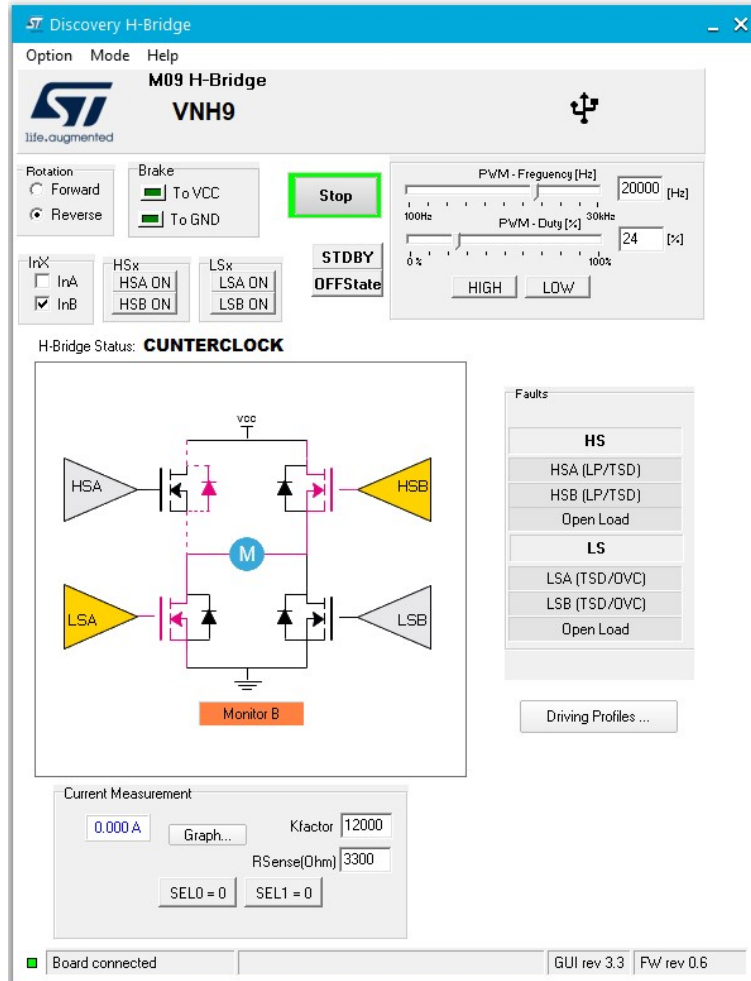 Discovery H-Bridge
Option Mode Help
M09 H-Bridge
VNH9
life.augmented
Rotation
Forward
Reverse
Brake
To VCC
To GND
Stop
PWM - Freguency [Hz]
20000 [Hz]
100Hz 30kHz
PWM - Duty [%]
24 [%]
0% 100%
HIGH LOW
STDBY
OFFState
InX
InA
InB
HSx
HSA ON
HSB ON
LSx
LSA ON
LSB ON
H-Bridge Status: CUNTERCLOCK
vcc
HSA
HSB
M
LSA
LSB
Monitor B
Faults
HS
HSA (LP/TSD)
HSB (LP/TSD)
Open Load
LS
LSA (TSD/OVC)
LSB (TSD/OVC)
Open Load
Driving Profiles ...
Current Measurement
0.000 A
Graph...
Kfactor 12000
RSense(Ohm) 3300
SEL0 = 0 SEL1 = 0
Board connected
GUI rev 3.3 FW rev 0.6